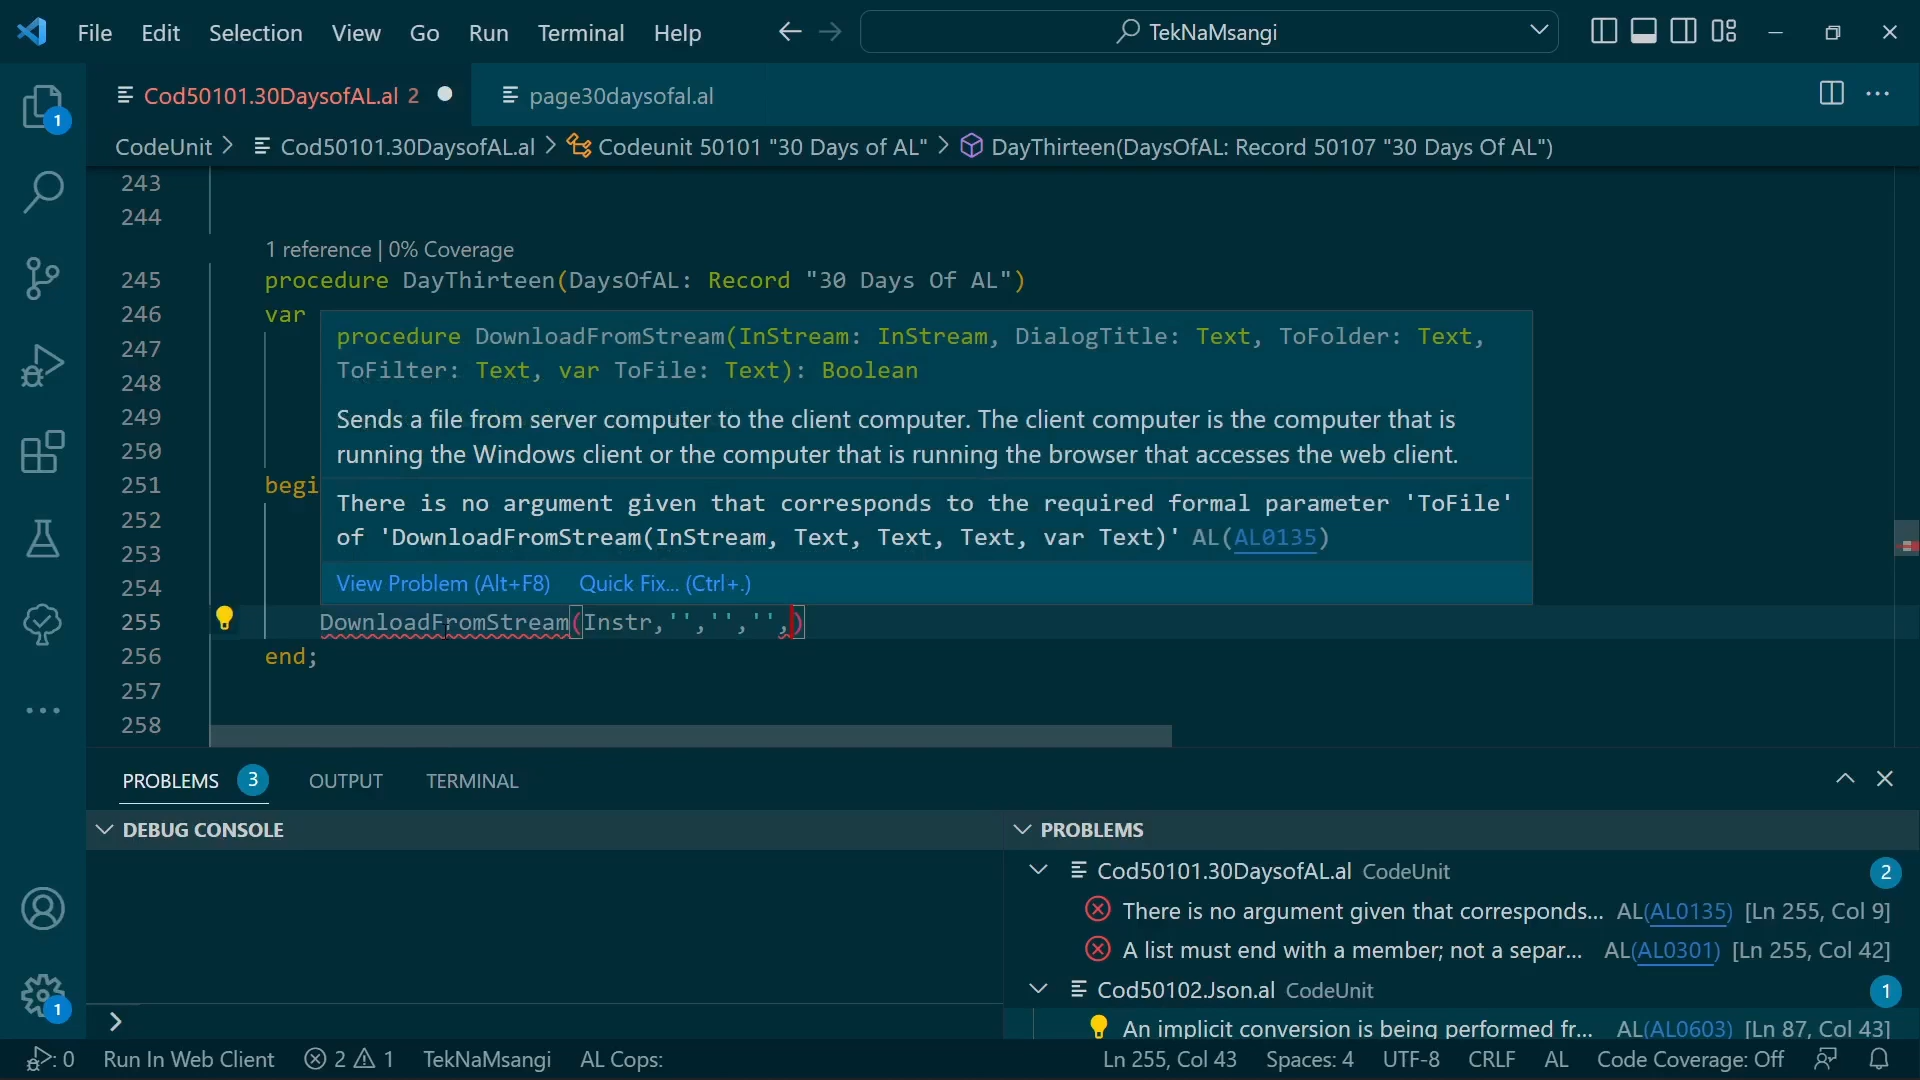 File Edit Selection View Go Run Terminal Help TekNaMsangi
Cod50101.30DaysofAL.al 2 page30daysofal.al
CodeUnit > Cod50101.30DaysofAL.al > Codeunit 50101 "30 Days of AL" > DayThirteen(DaysOfAL: Record 50107 "30 Days Of AL")
243
244
1 reference | 0% Coverage
245 procedure DayThirteen(DaysOfAL: Record "30 Days Of AL")
246 var
procedure DownloadFromStream(InStream: InStream, DialogTitle: Text, ToFolder: Text,
247
ToFilter: Text, var ToFile: Text): Boolean
248
249 Sends a file from server computer to the client computer. The client computer is the computer that is
250 running the Windows client or the computer that is running the browser that accesses the web client.
251 begi
There is no argument given that corresponds to the required formal parameter 'ToFile'
252
of 'DownloadFromStream(InStream, Text, Text, Text, var Text)' AL(AL0135)
253
254 View Problem (Alt+F8) Quick Fix... (Ctrl+.)
255 DownloadFromStream(Instr,'','','',)
256 end;
257
258
PROBLEMS 3 OUTPUT TERMINAL
DEBUG CONSOLE
PROBLEMS
Cod50101.30DaysofAL.al CodeUnit 2
There is no argument given that corresponds... AL(AL0135) [Ln 255, Col 9]
A list must end with a member; not a separ... AL(AL0301) [Ln 255, Col 42]
Cod50102.Json.al CodeUnit 1
An implicit conversion is being performed fr... AL(AL0603) [Ln 87, Col 43]
1
1
: 0 Run In Web Client 2 1 TekNaMsangi AL Cops: Ln 255, Col 43 Spaces: 4 UTF-8 CRLF AL Code Coverage: Off